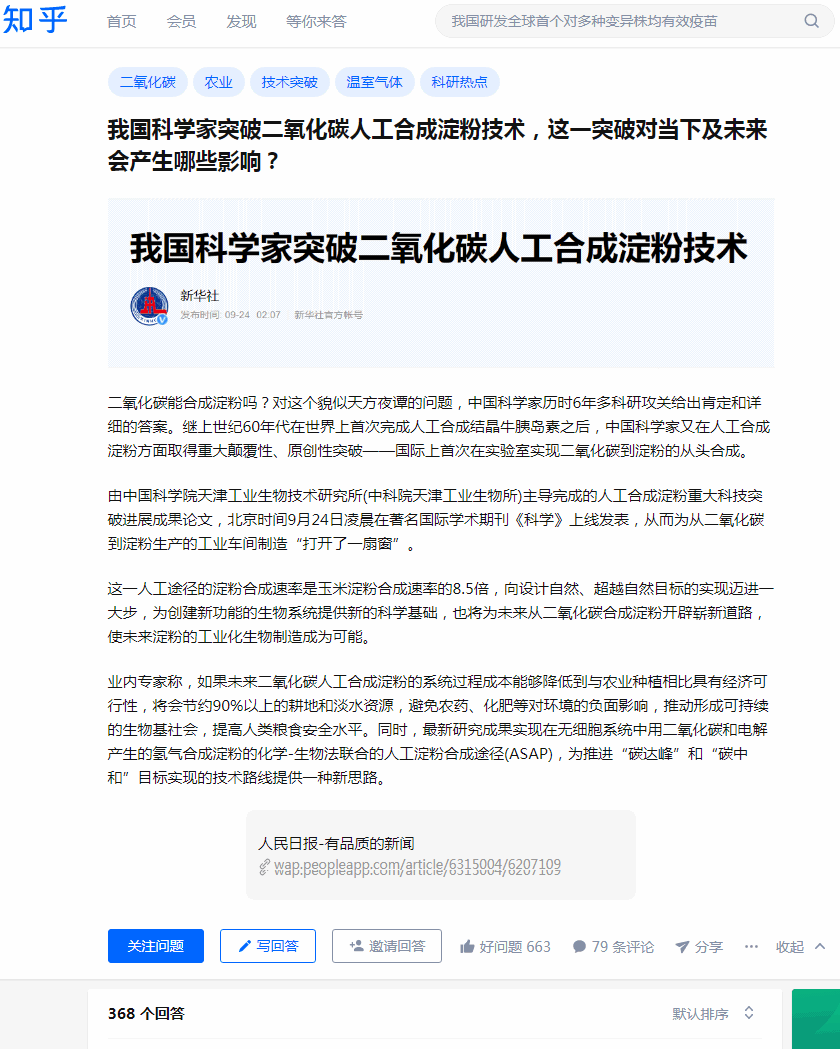 知乎
首页 会员 发现 等你来答 我国研发全球首个对多种变异株均有效疫苗
二氧化碳 农业 技术突破 温室气体 科研热点
我国科学家突破二氧化碳人工合成淀粉技术，这一突破对当下及未来
会产生哪些影响？
我国科学家突破二氧化碳人工合成淀粉技术
新华社
发布时间: 09-24 02:07 新华社官方帐号
二氧化碳能合成淀粉吗？对这个貌似天方夜谭的问题，中国科学家历时6年多科研攻关给出肯定和详
细的答案。继上世纪60年代在世界上首次完成人工合成结晶牛胰岛素之后，中国科学家又在人工合成
淀粉方面取得重大颠覆性、原创性突破——国际上首次在实验室实现二氧化碳到淀粉的从头合成。
由中国科学院天津工业生物技术研究所(中科院天津工业生物所)主导完成的人工合成淀粉重大科技突
破进展成果论文，北京时间9月24日凌晨在著名国际学术期刊《科学》上线发表，从而为从二氧化碳
到淀粉生产的工业车间制造“打开了一扇窗”。
这一人工途径的淀粉合成速率是玉米淀粉合成速率的8.5倍，向设计自然、超越自然目标的实现迈进一
大步，为创建新功能的生物系统提供新的科学基础，也将为未来从二氧化碳合成淀粉开辟崭新道路，
使未来淀粉的工业化生物制造成为可能。
业内专家称，如果未来二氧化碳人工合成淀粉的系统过程成本能够降低到与农业种植相比具有经济可
行性，将会节约90%以上的耕地和淡水资源，避免农药、化肥等对环境的负面影响，推动形成可持续
的生物基社会，提高人类粮食安全水平。同时，最新研究成果实现在无细胞系统中用二氧化碳和电解
产生的氢气合成淀粉的化学-生物法联合的人工淀粉合成途径(ASAP)，为推进“碳达峰”和“碳中
和”目标实现的技术路线提供一种新思路。
人民日报-有品质的新闻
wap.peopleapp.com/article/6315004/6207109
关注问题 写回答 邀请回答 好问题 663 79 条评论 分享 ··· 收起
368 个回答 默认排序